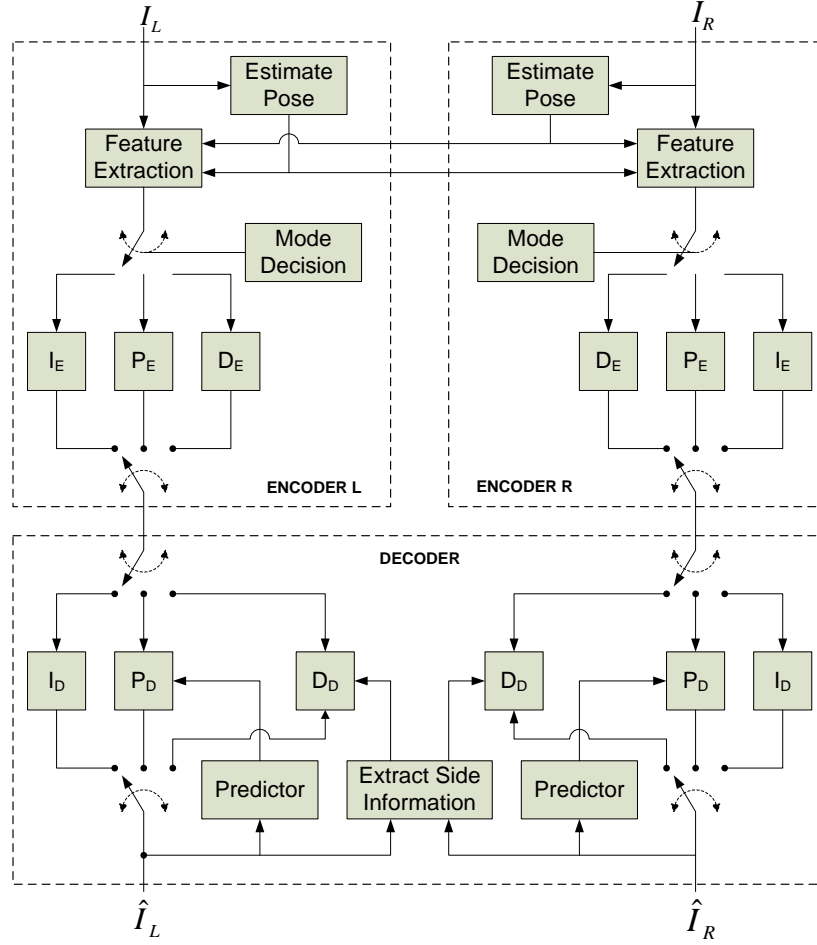 I_L I_R
Estimate Pose
Estimate Pose
Feature Extraction
Feature Extraction
Mode Decision
Mode Decision
I_E P_E D_E
D_E P_E I_E
ENCODER L
ENCODER R
DECODER
I_D P_D D_D
D_D P_D I_D
Predictor
Extract Side Information
Predictor
Î_L Î_R